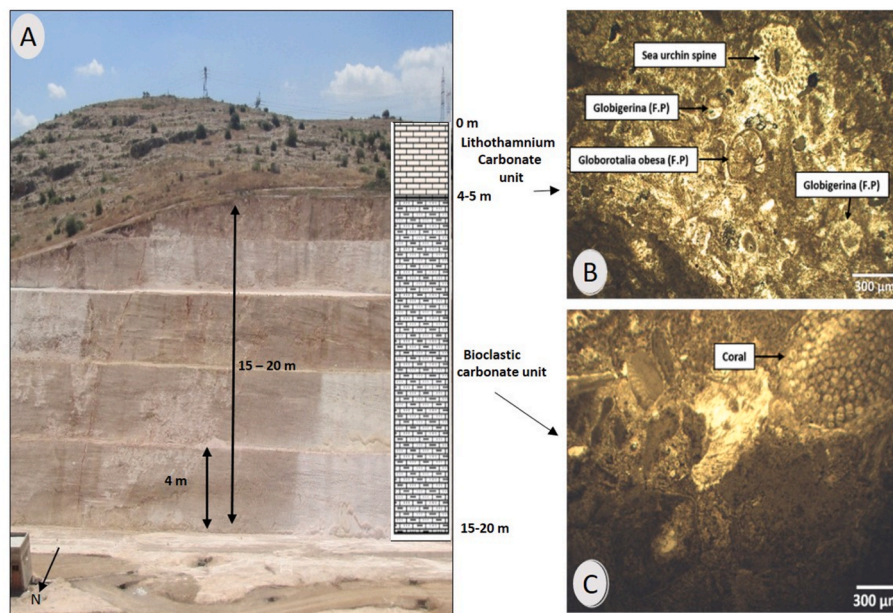 A
0 m
Lithothamnium
Carbonate
unit
4-5 m
15 – 20 m
Bioclastic
carbonate unit
4 m
15-20 m
N
Sea urchin spine
Globigerina (F.P)
Globorotalia obesa (F.P)
Globigerina (F.P)
B
300 µm
Coral
C
300 µm